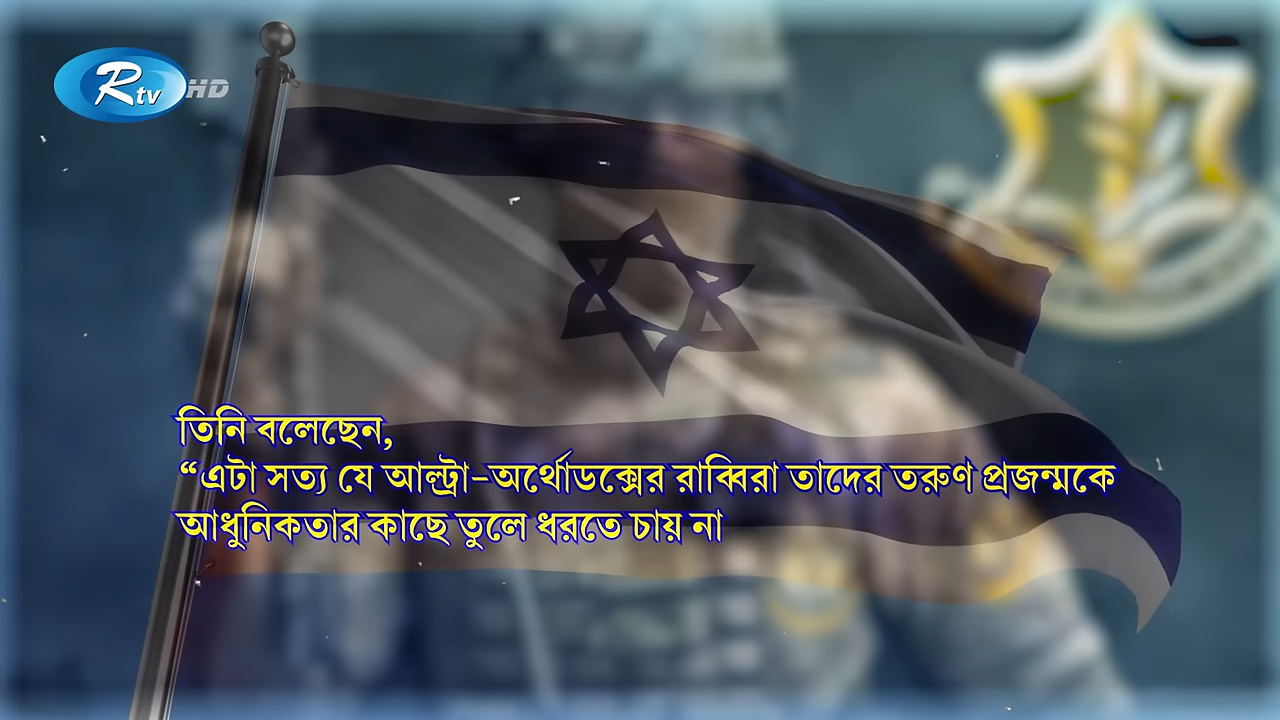 Rtv HD
তিনি বলেছেন,
“এটা সত্য যে আল্ট্রা-অর্থোডক্সের রাব্বিরা তাদের তরুণ প্রজন্মকে
আধুনিকতার কাছে তুলে ধরতে চায় না